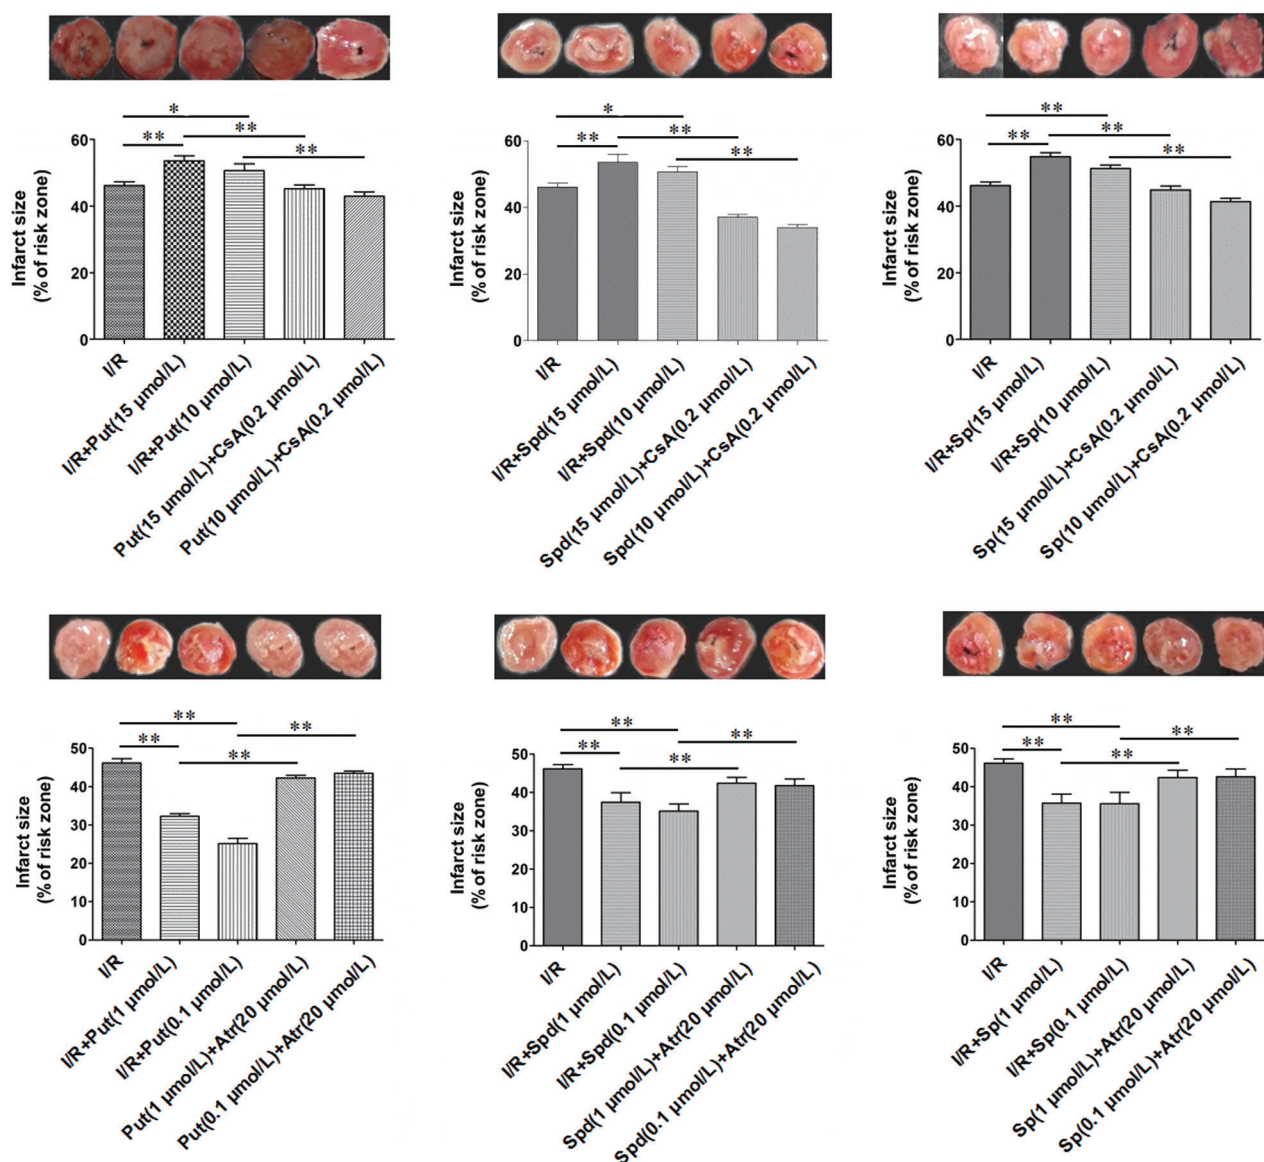 *
**
**
**
60
40
20
0
Infarct size
(% of risk zone)
I/R
I/R+Put(15 µmol/L)
I/R+Put(10 µmol/L)
Put(15 µmol/L)+CsA(0.2 µmol/L)
Put(10 µmol/L)+CsA(0.2 µmol/L)
*
**
**
**
60
40
20
0
Infarct size
(% of risk zone)
I/R
I/R+Spd(15 µmol/L)
I/R+Spd(10 µmol/L)
Spd(15 µmol/L)+CsA(0.2 µmol/L)
Spd(10 µmol/L)+CsA(0.2 µmol/L)
**
**
**
**
60
40
20
0
Infarct size
(% of risk zone)
I/R
I/R+Sp(15 µmol/L)
I/R+Sp(10 µmol/L)
Sp(15 µmol/L)+CsA(0.2 µmol/L)
Sp(10 µmol/L)+CsA(0.2 µmol/L)
**
**
**
**
50
40
30
20
10
0
Infarct size
(% of risk zone)
I/R
I/R+Put(1 µmol/L)
I/R+Put(0.1 µmol/L)
Put(1 µmol/L)+Atr(20 µmol/L)
Put(0.1 µmol/L)+Atr(20 µmol/L)
**
**
**
**
50
40
30
20
10
0
Infarct size
(% of risk zone)
I/R
I/R+Spd(1 µmol/L)
I/R+Spd(0.1 µmol/L)
Spd(1 µmol/L)+Atr(20 µmol/L)
Spd(0.1 µmol/L)+Atr(20 µmol/L)
**
**
**
**
50
40
30
20
10
0
Infarct size
(% of risk zone)
I/R
I/R+Sp(1 µmol/L)
I/R+Sp(0.1 µmol/L)
Sp(1 µmol/L)+Atr(20 µmol/L)
Sp(0.1 µmol/L)+Atr(20 µmol/L)